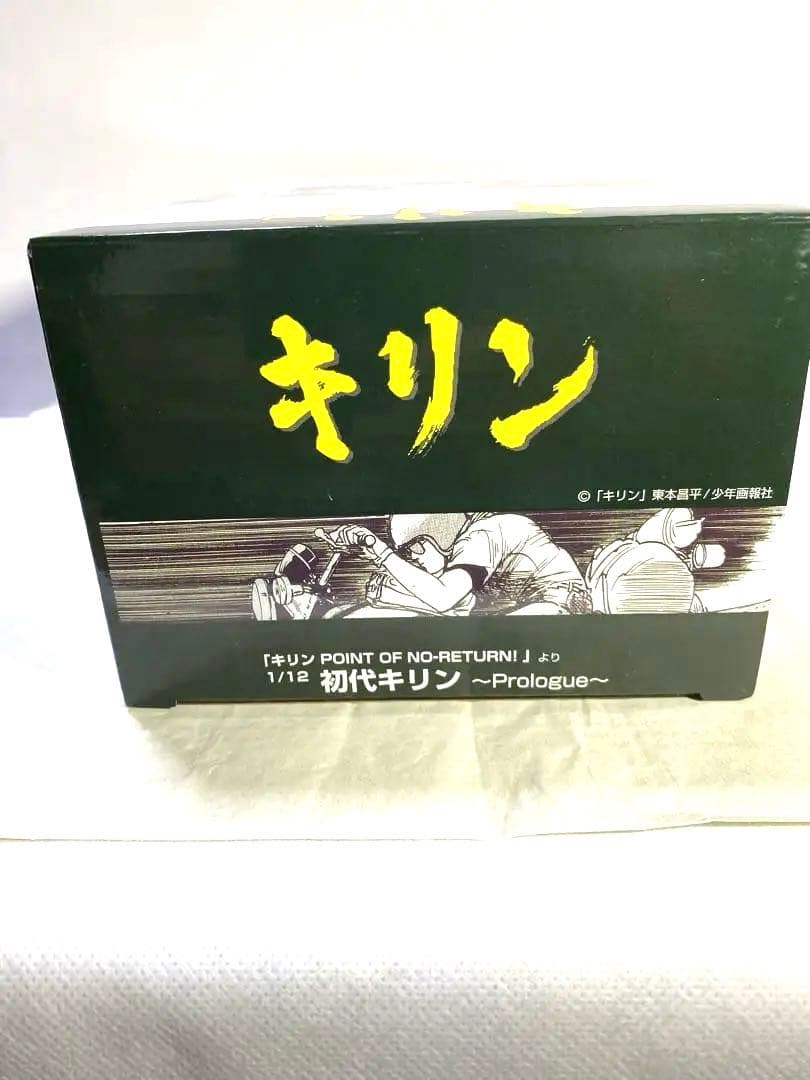 キリン
©「キリン」東本昌平/少年画報社
「キリン POINT OF NO-RETURN!」より
1/12 初代キリン ～Prologue～